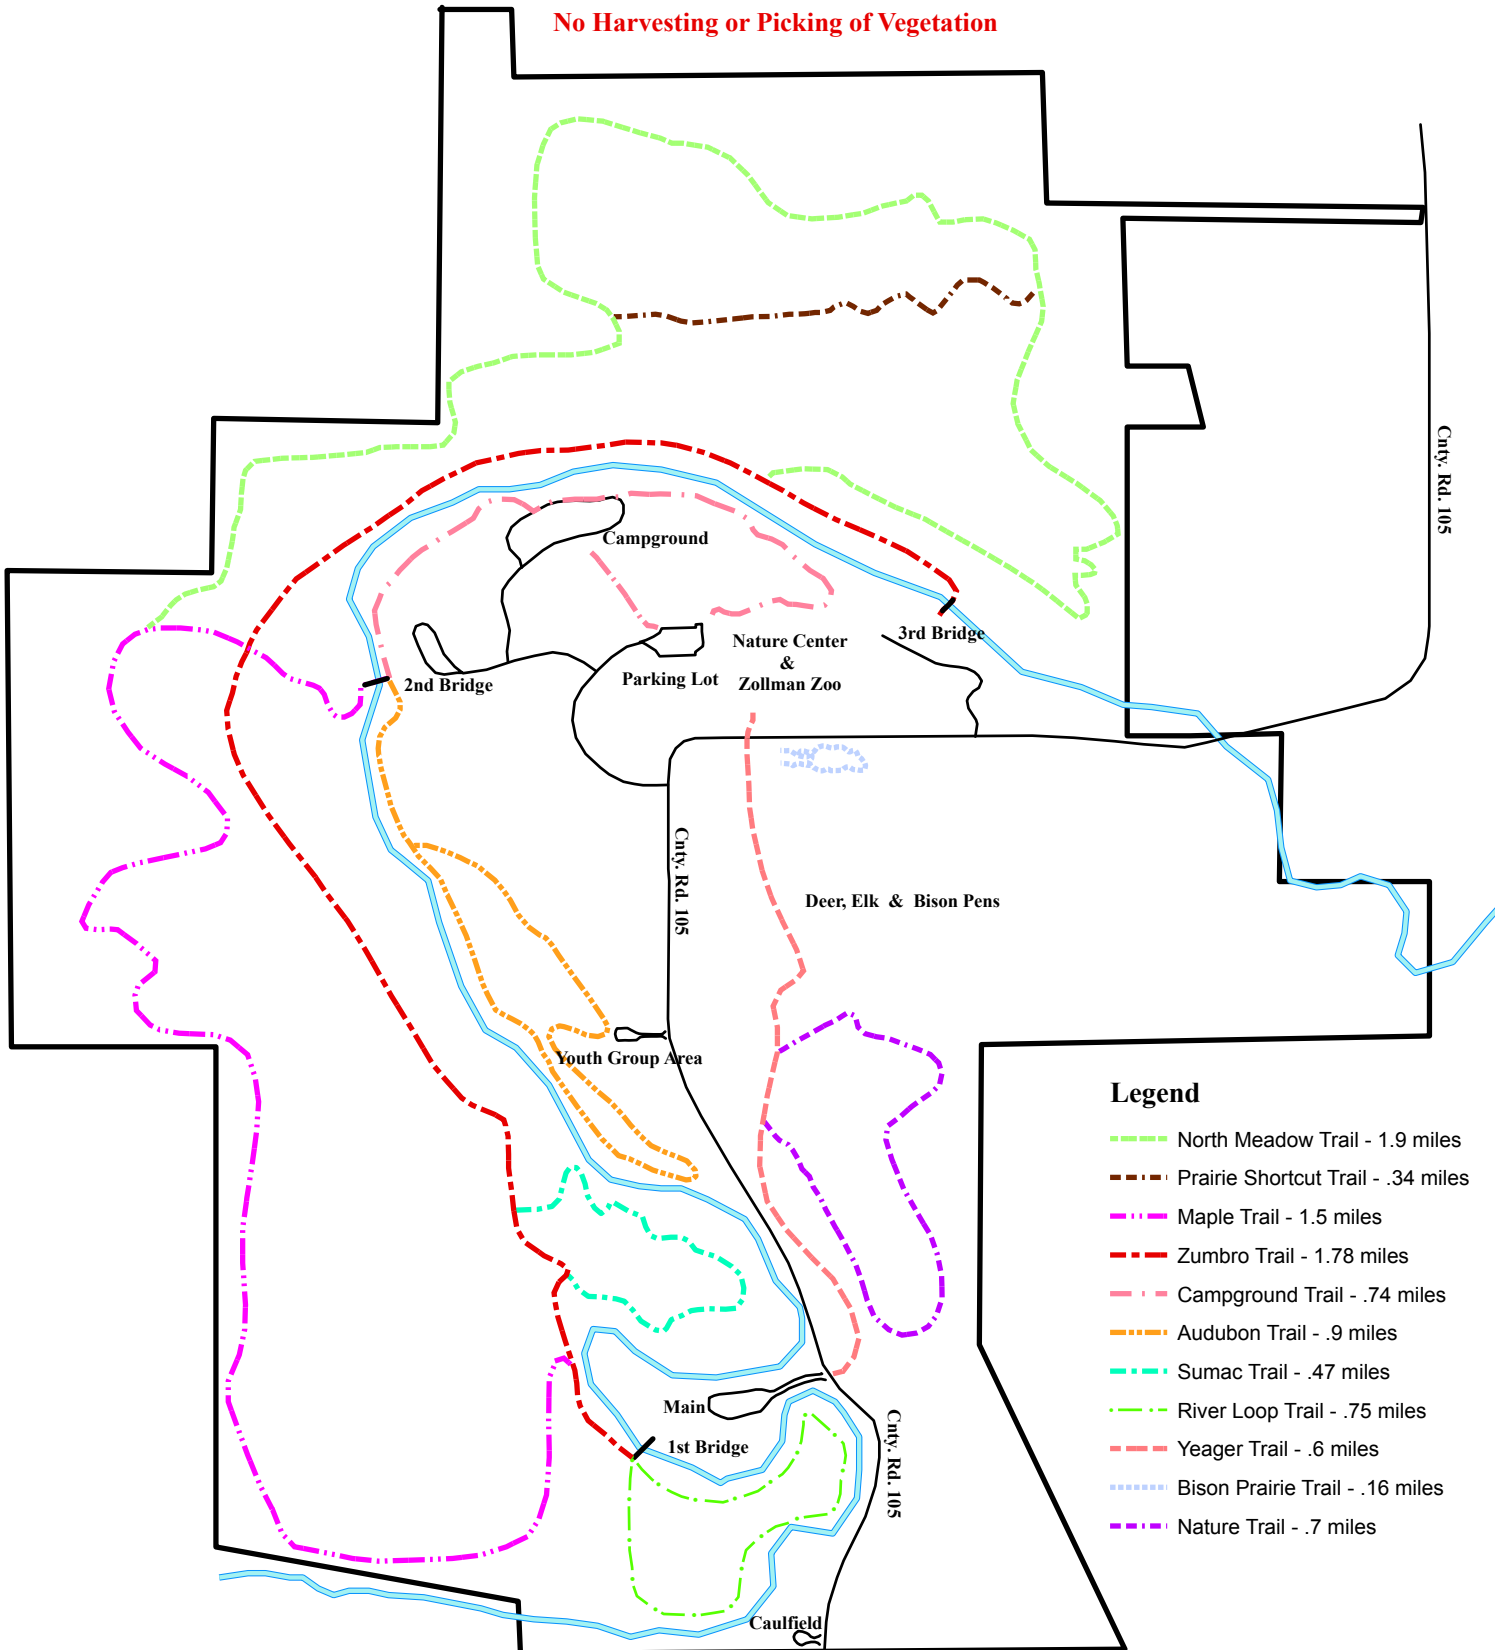 No Harvesting or Picking of Vegetation
Cnty. Rd. 105
Campground
3rd Bridge
Nature Center
&
Zollman Zoo
Parking Lot
2nd Bridge
Cnty. Rd. 105
Deer, Elk & Bison Pens
Youth Group Area
Main
1st Bridge
Cnty. Rd. 105
Caulfield
Legend
North Meadow Trail - 1.9 miles
Prairie Shortcut Trail - .34 miles
Maple Trail - 1.5 miles
Zumbro Trail - 1.78 miles
Campground Trail - .74 miles
Audubon Trail - .9 miles
Sumac Trail - .47 miles
River Loop Trail - .75 miles
Yeager Trail - .6 miles
Bison Prairie Trail - .16 miles
Nature Trail - .7 miles